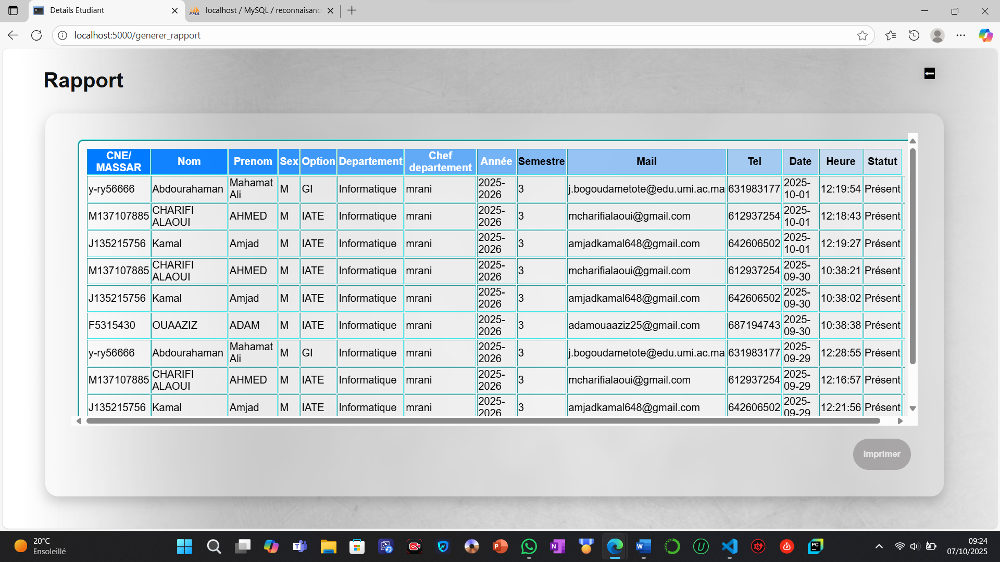 Details Etudiant
localhost / MySQL / reconnaisanc
localhost:5000/generer_rapport
Rapport
CNE/ MASSAR Nom Prenom Sex Option Departement Chef departement Année Semestre Mail Tel Date Heure Statut
y-ry56666 Abdourahaman Mahamat Ali M GI Informatique mrani 2025-2026 3 j.bogoudametote@edu.umi.ac.ma 631983177 2025-10-01 12:19:54 Présent
M137107885 CHARIFI ALAOUI AHMED M IATE Informatique mrani 2025-2026 3 mcharifialaoui@gmail.com 612937254 2025-10-01 12:18:43 Présent
J135215756 Kamal Amjad M IATE Informatique mrani 2025-2026 3 amjadkamal648@gmail.com 642606502 2025-10-01 12:19:27 Présent
M137107885 CHARIFI ALAOUI AHMED M IATE Informatique mrani 2025-2026 3 mcharifialaoui@gmail.com 612937254 2025-09-30 10:38:21 Présent
J135215756 Kamal Amjad M IATE Informatique mrani 2025-2026 3 amjadkamal648@gmail.com 642606502 2025-09-30 10:38:02 Présent
F5315430 OUAAZIZ ADAM M IATE Informatique mrani 2025-2026 3 adamouaaziz25@gmail.com 687194743 2025-09-30 10:38:38 Présent
y-ry56666 Abdourahaman Mahamat Ali M GI Informatique mrani 2025-2026 3 j.bogoudametote@edu.umi.ac.ma 631983177 2025-09-29 12:28:55 Présent
M137107885 CHARIFI ALAOUI AHMED M IATE Informatique mrani 2025-2026 3 mcharifialaoui@gmail.com 612937254 2025-09-29 12:16:57 Présent
J135215756 Kamal Amjad M IATE Informatique mrani 2025-2026 3 amjadkamal648@gmail.com 642606502 2025-09-29 12:21:56 Présent
Imprimer
20°C
Ensoleillé
09:24
07/10/2025